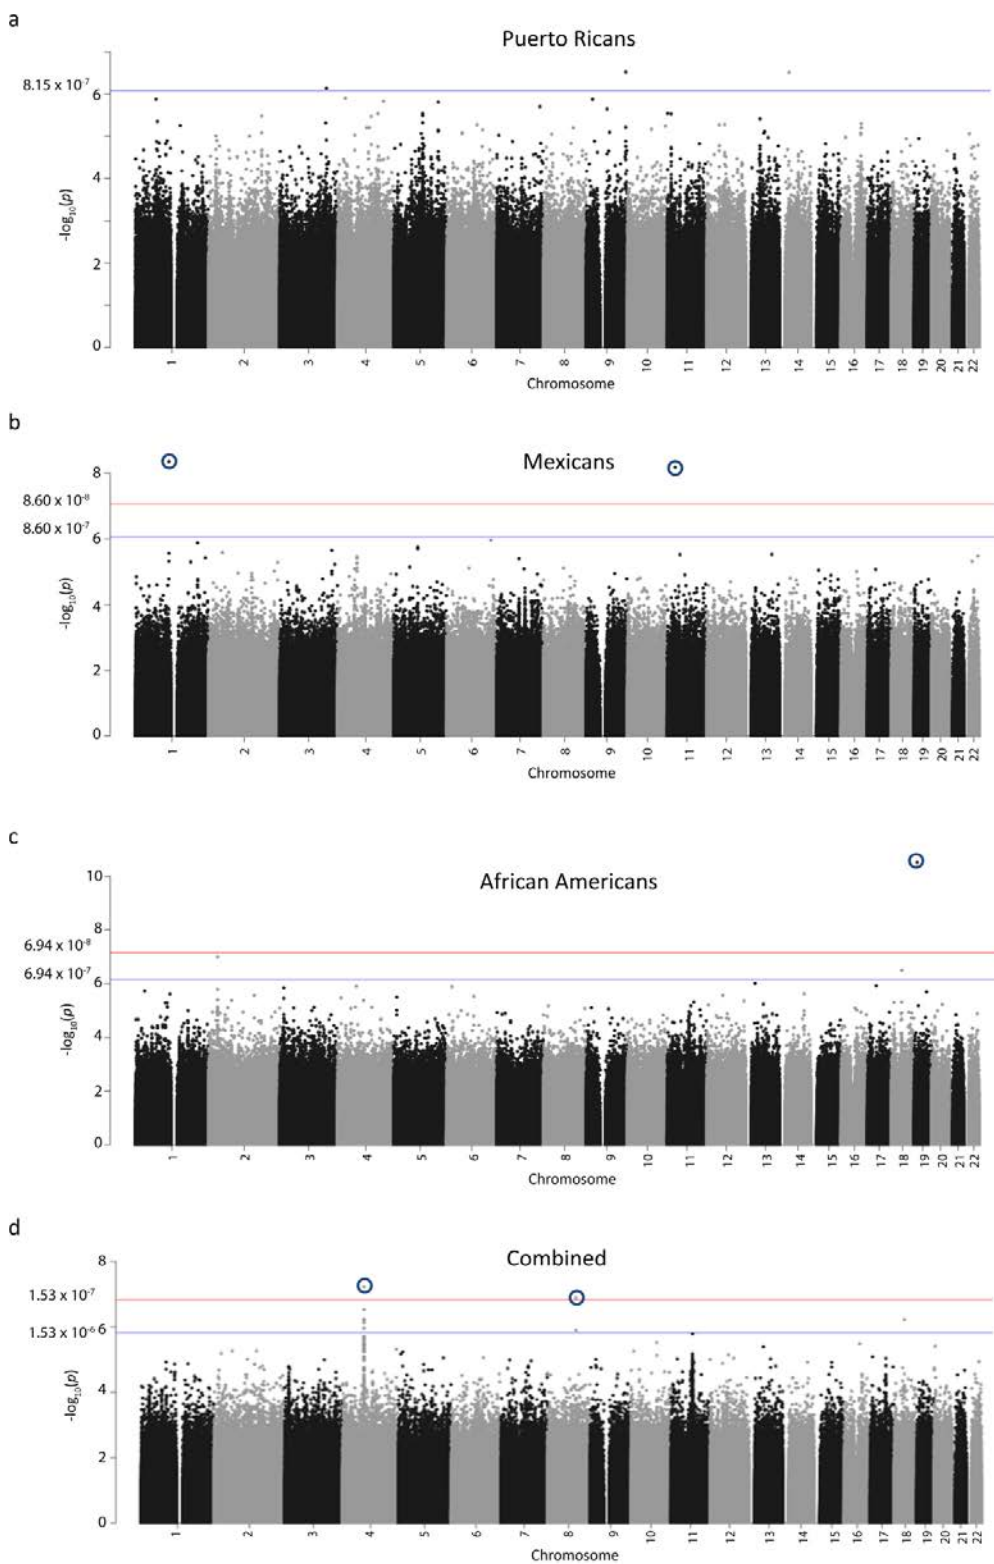 a
Puerto Ricans
8.15 x 10⁻⁷
6
4
2
0
-log₁₀(p)
1 2 3 4 5 6 7 8 9 10 11 12 13 14 15 16 17 18 19 20 21 22
Chromosome
b
Mexicans
8
8.60 x 10⁻⁸
8.60 x 10⁻⁷
6
4
2
0
-log₁₀(p)
1 2 3 4 5 6 7 8 9 10 11 12 13 14 15 16 17 18 19 20 21 22
Chromosome
c
African Americans
10
8
6.94 x 10⁻⁸
6.94 x 10⁻⁷
6
4
2
0
-log₁₀(p)
1 2 3 4 5 6 7 8 9 10 11 12 13 14 15 16 17 18 19 20 21 22
Chromosome
d
Combined
8
1.53 x 10⁻⁷
1.53 x 10⁻⁶
6
4
2
0
-log₁₀(p)
1 2 3 4 5 6 7 8 9 10 11 12 13 14 15 16 17 18 19 20 21 22
Chromosome